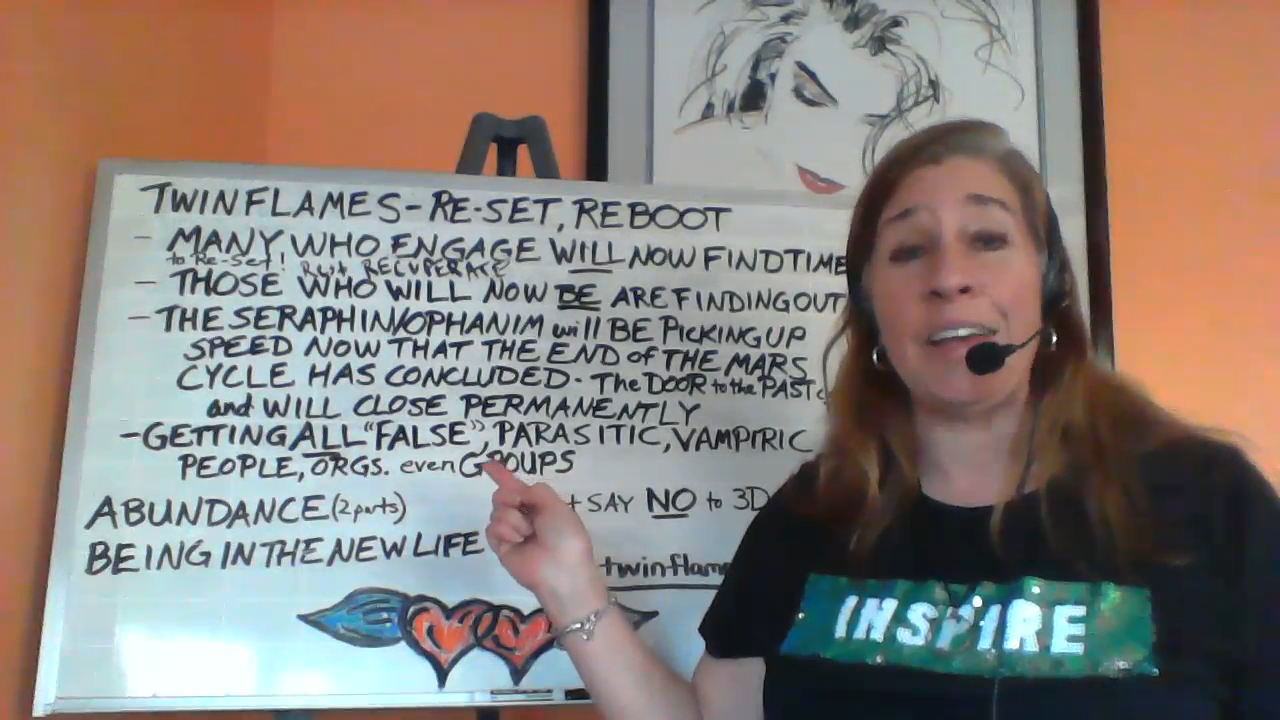 TWINFLAMES-RE-SET, REBOOT
- MANY WHO ENGAGE WILL NOW FIND TIME
to Re-Set! Rest, RECUPERATE
- THOSE WHO WILL NOW BE ARE FINDING OUT
- THE SERAPHIN/OPHANIM will BE PICKING UP
SPEED NOW THAT THE END of THE MARS
CYCLE HAS CONCLUDED - The DOOR to the PAST
and WILL CLOSE PERMANENTLY
- GETTING ALL "FALSE", PARASITIC, VAMPIRIC
PEOPLE, ORGS. even GROUPS
ABUNDANCE (2 parts)
SAY NO to 3D
BEING IN THE NEW LIFE
twinflame
INSPIRE